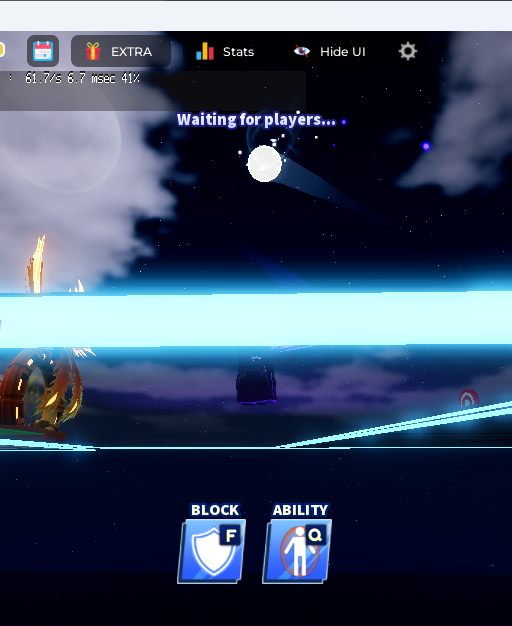 EXTRA Stats Hide UI
: 61.7/s 6.7 msec 41%
Waiting for players...
BLOCK ABILITY
F Q